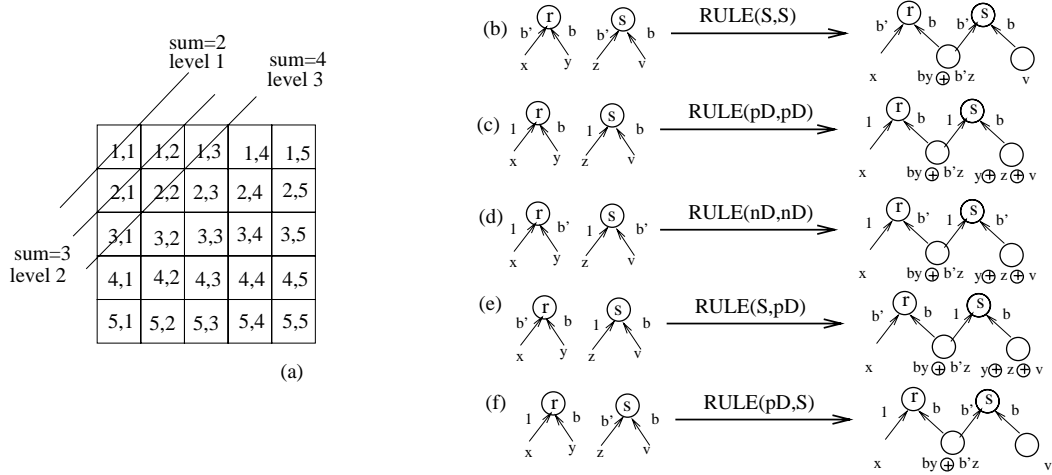 sum=2
level 1
sum=4
level 3
1,1 1,2 1,3 1,4 1,5
2,1 2,2 2,3 2,4 2,5
3,1 3,2 3,3 3,4 3,5
sum=3
level 2
4,1 4,2 4,3 4,4 4,5
5,1 5,2 5,3 5,4 5,5
(a)
(b) r s RULE(S,S) r s
b' b b' b b' b b' b
x y z v x by ⊕ b'z v
(c) r s RULE(pD,pD) r s
1 b 1 b 1 b 1 b
x y z v x by ⊕ b'z y ⊕ z ⊕ v
(d) r s RULE(nD,nD) r s
1 b' 1 b' 1 b' 1 b'
x y z v x by ⊕ b'z y ⊕ z ⊕ v
(e) r s RULE(S,pD) r s
b' b 1 b b' b 1 b
x y z v x by ⊕ b'z y ⊕ z ⊕ v
(f) r s RULE(pD,S) r s
1 b b' b 1 b b' b
x y z v x by ⊕ b'z v